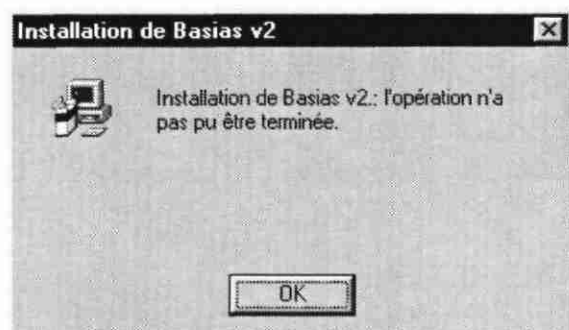 Installation de Basias v2
Installation de Basias v2.: l'opération n'a
pas pu être terminée.
OK